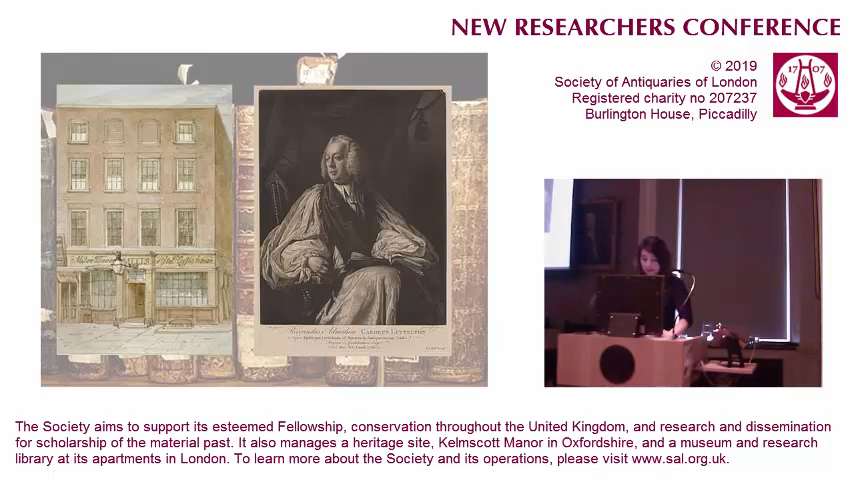 NEW RESEARCHERS CONFERENCE
© 2019
Society of Antiquaries of London
Registered charity no 207237
Burlington House, Piccadilly
17 07
The Society aims to support its esteemed Fellowship, conservation throughout the United Kingdom, and research and dissemination
for scholarship of the material past. It also manages a heritage site, Kelmscott Manor in Oxfordshire, and a museum and research
library at its apartments in London. To learn more about the Society and its operations, please visit www.sal.org.uk.